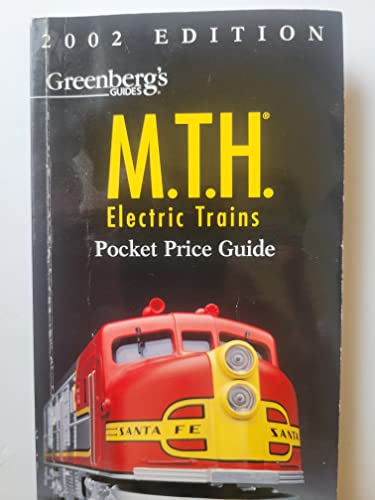 2002 EDITION
Greenberg's
GUIDES®
M.T.H.®
Electric Trains
Pocket Price Guide
SANTA FE
SANTA